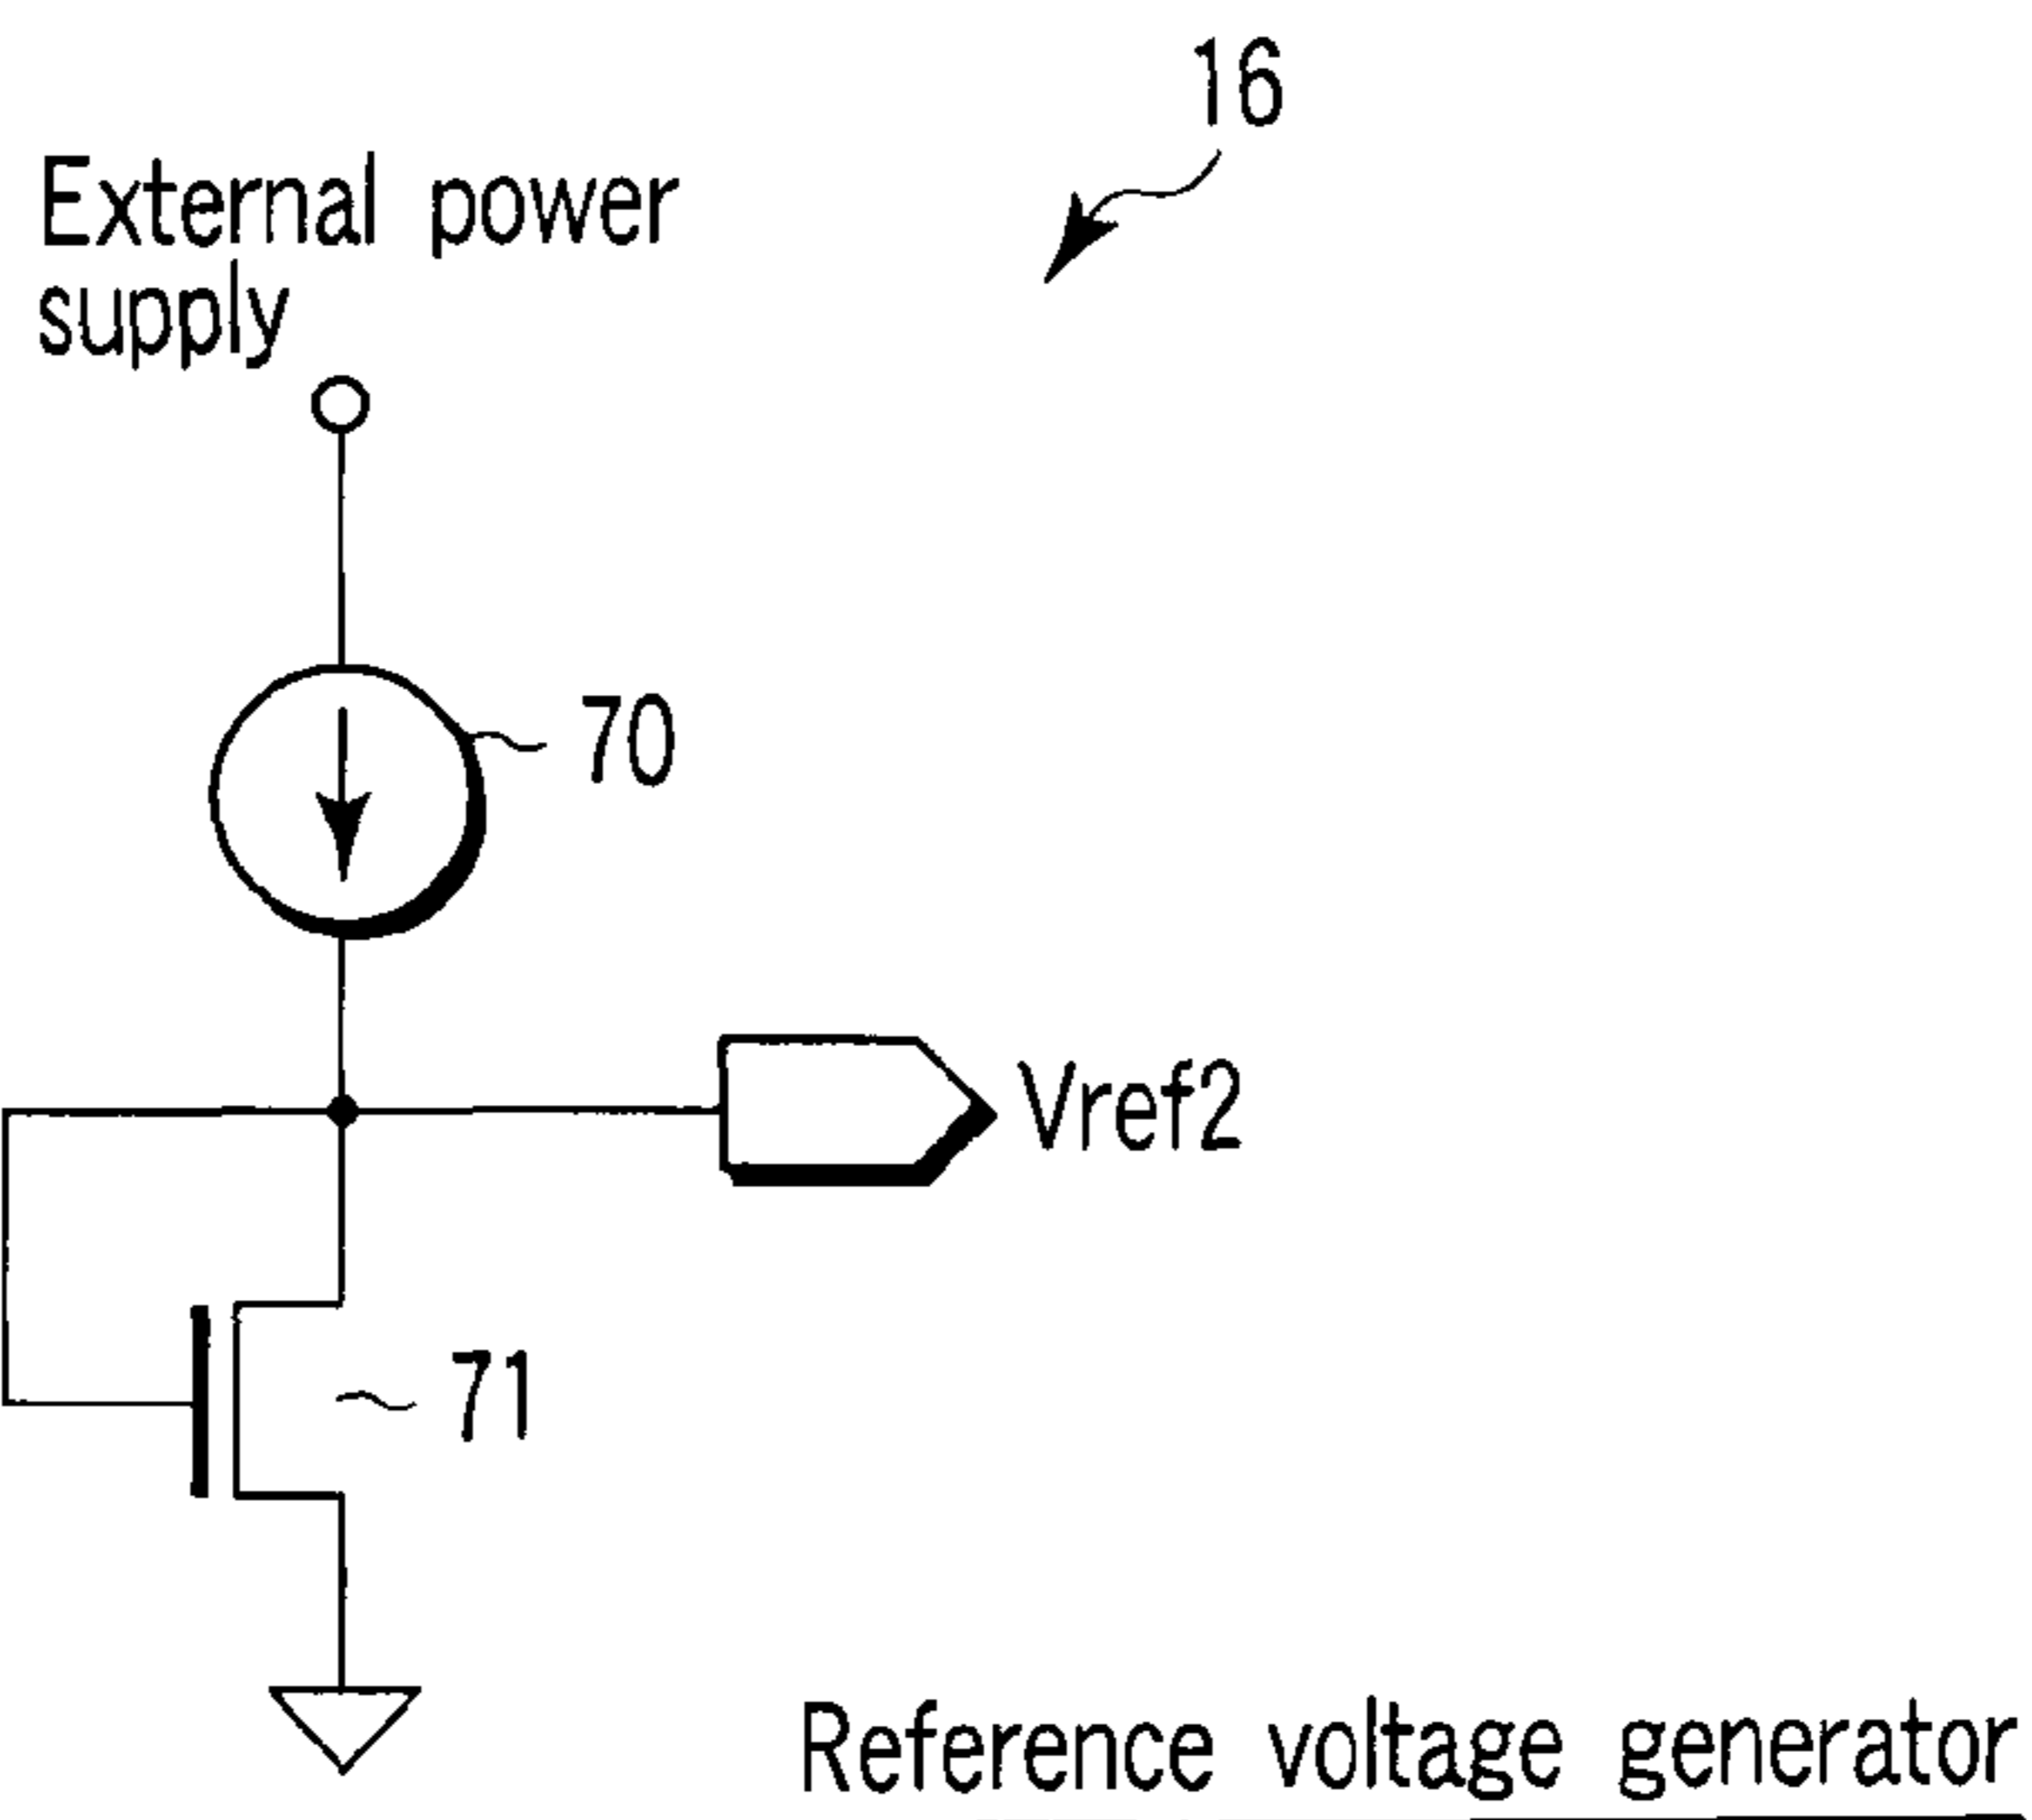 16
External power
supply
70
Vref2
71
Reference voltage generator